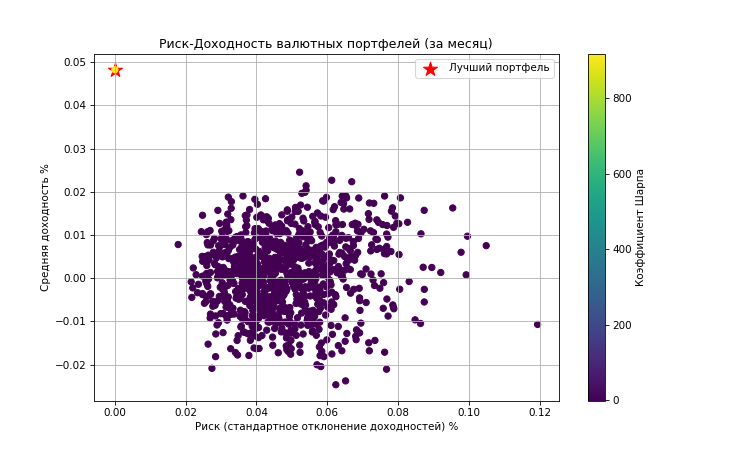 Риск-Доходность валютных портфелей (за месяц)
Лучший портфель
Средняя доходность %
0.05
0.04
0.03
0.02
0.01
0.00
−0.01
−0.02
0.00 0.02 0.04 0.06 0.08 0.10 0.12
Риск (стандартное отклонение доходностей) %
800
600
400
200
0
Коэффициент Шарпа